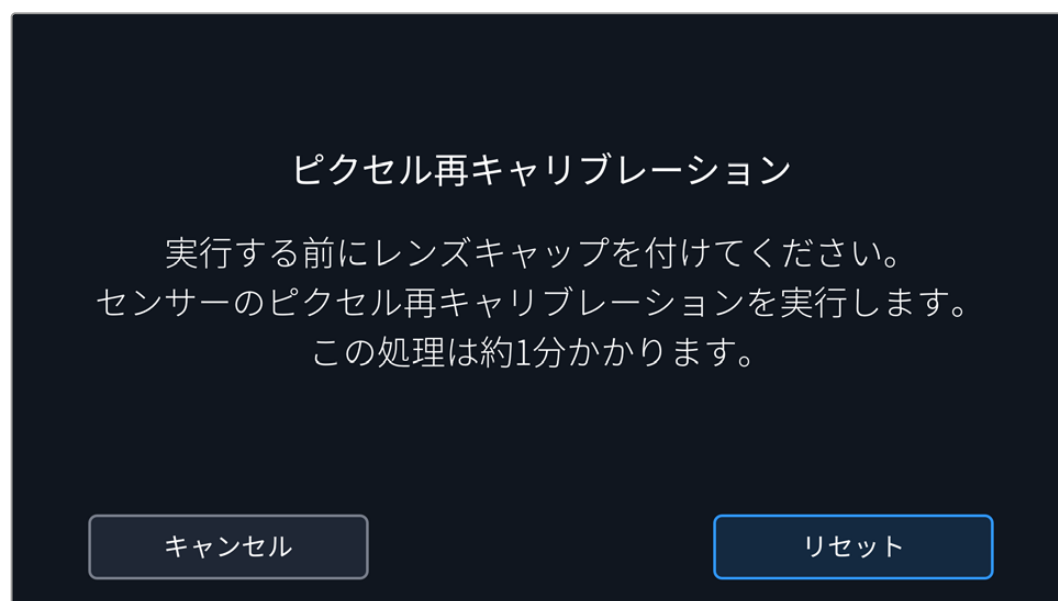 ピクセル再キャリブレーション
実行する前にレンズキャップを付けてください。
センサーのピクセル再キャリブレーションを実行します。
この処理は約1分かかります。
キャンセル
リセット